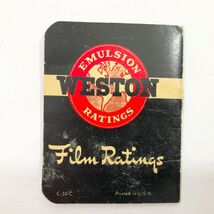 EMULSION
WESTON
RATINGS
Film Ratings
C-30-C Printed in U.S.A.